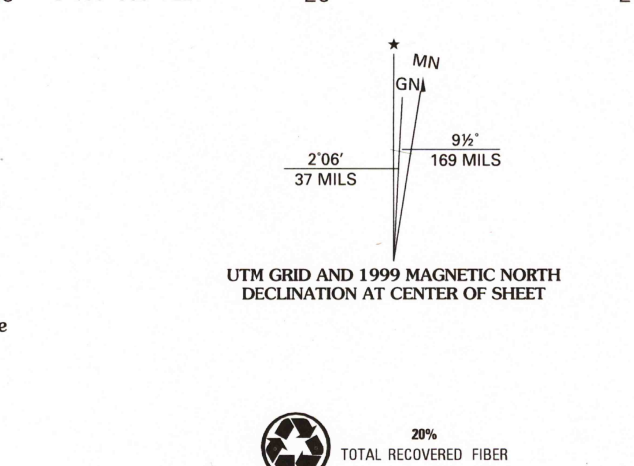 ★
MN
GN
9½°
169 MILS
2°06′
37 MILS
UTM GRID AND 1999 MAGNETIC NORTH
DECLINATION AT CENTER OF SHEET
e
20%
TOTAL RECOVERED FIBER